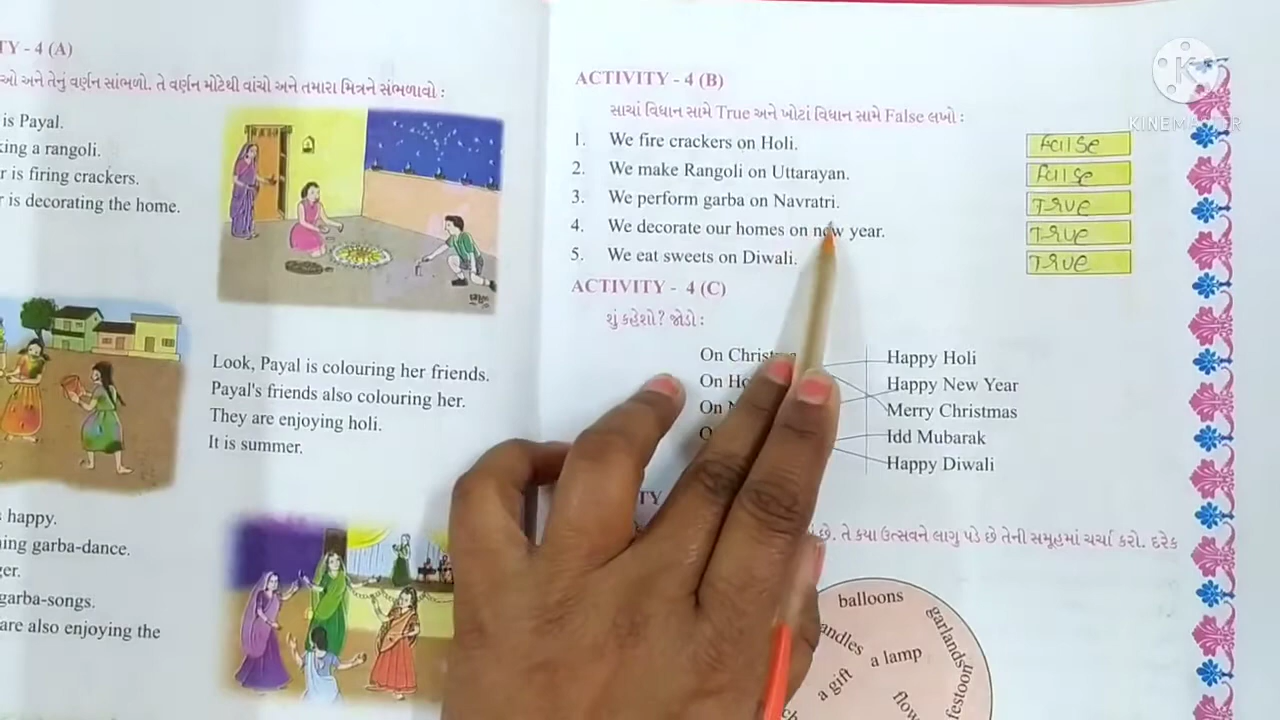 TY - 4 (A)
ઓ અને તેનું વર્ણન સાંભળો. તે વર્ણન મોટેથી વાંચો અને તમારા મિત્રને સંભળાવો :
is Payal.
king a rangoli.
r is firing crackers.
r is decorating the home.
Look, Payal is colouring her friends.
Payal's friends also colouring her.
They are enjoying holi.
It is summer.
happy.
ing garba-dance.
ger.
garba-songs.
are also enjoying the
ACTIVITY - 4 (B)
સાચાં વિધાન સામે True અને ખોટાં વિધાન સામે False લખો :
1. We fire crackers on Holi. False
2. We make Rangoli on Uttarayan. False
3. We perform garba on Navratri. True
4. We decorate our homes on new year. True
5. We eat sweets on Diwali. True
ACTIVITY - 4 (C)
શું કહેશો? જોડો :
On Christm Happy Holi
On Ho Happy New Year
On N Merry Christmas
O Idd Mubarak
Happy Diwali
TY
છે. તે ક્યા ઉત્સવને લાગુ પડે છે તેની સમૂહમાં ચર્ચા કરો. દરેક
balloons
garlands
andles
a lamp
a gift
flow
festoon
ch
K
KINEMASTER